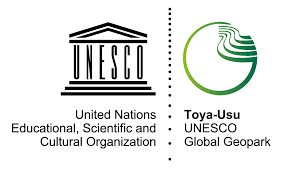 UNESCO
United Nations
Educational, Scientific and
Cultural Organization
Toya-Usu
UNESCO
Global Geopark